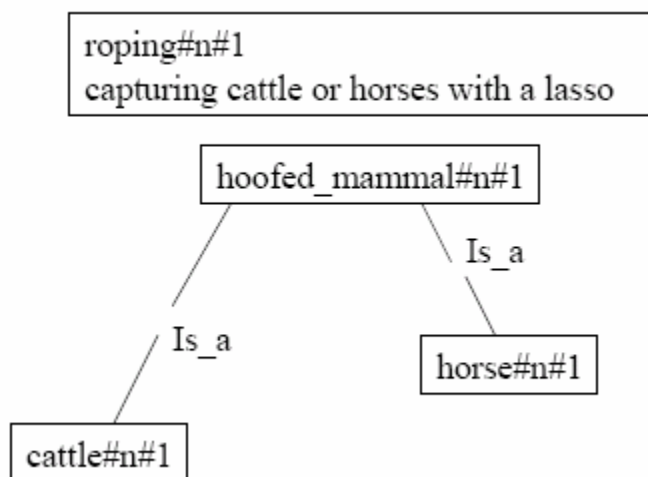 roping#n#1
capturing cattle or horses with a lasso
hoofed_mammal#n#1
Is_a
Is_a
horse#n#1
cattle#n#1